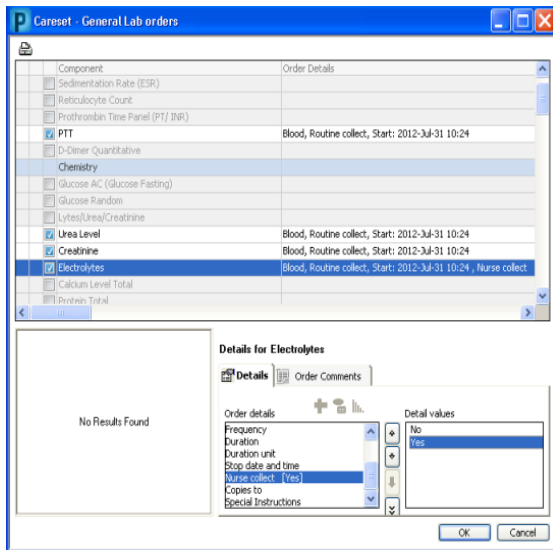 Careset - General Lab orders
Component Order Details
Sedimentation Rate (ESR)
Reticulocyte Count
Prothrombin Time Panel (PT/ INR)
PTT Blood, Routine collect, Start: 2012-Jul-31 10:24
D-Dimer Quantitative
Chemistry
Glucose AC (Glucose Fasting)
Glucose Random
Lytes/Urea/Creatinine
Urea Level Blood, Routine collect, Start: 2012-Jul-31 10:24
Creatinine Blood, Routine collect, Start: 2012-Jul-31 10:24
Electrolytes Blood, Routine collect, Start: 2012-Jul-31 10:24 , Nurse collect
Calcium Level Total
Protein Total
Details for Electrolytes
Details Order Comments
No Results Found
Order details Detail values
Frequency No
Duration Yes
Duration unit
Stop date and time
Nurse collect [Yes]
Copies to
Special Instructions
OK Cancel